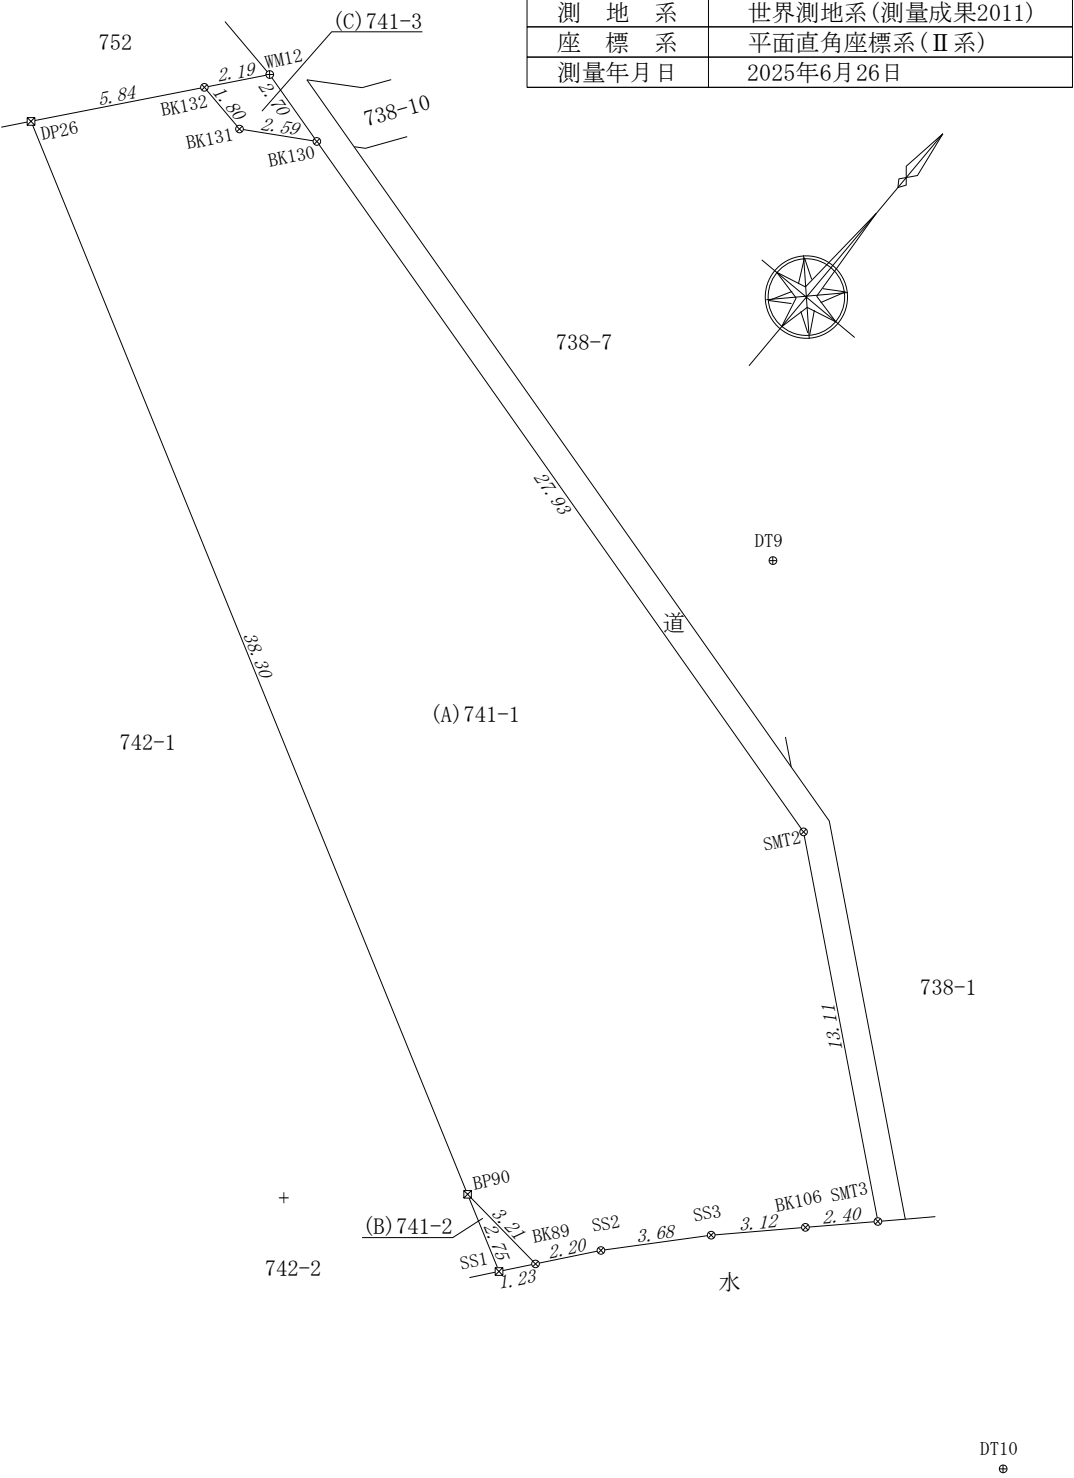 測 地 系 世界測地系(測量成果2011)
座 標 系 平面直角座標系(Ⅱ系)
測量年月日 2025年6月26日
(C)741-3
752
WM12
2.19
5.84
BK132
1.80
2.70
738-10
DP26
BK131
2.59
BK130
738-7
27.93
DT9
道
38.30
(A)741-1
742-1
SMT2
738-1
13.11
BP90
BK106
SMT3
(B)741-2
3.21
2.75
BK89
SS2
SS3
3.12
2.40
SS1
2.20
3.68
1.23
742-2
水
DT10